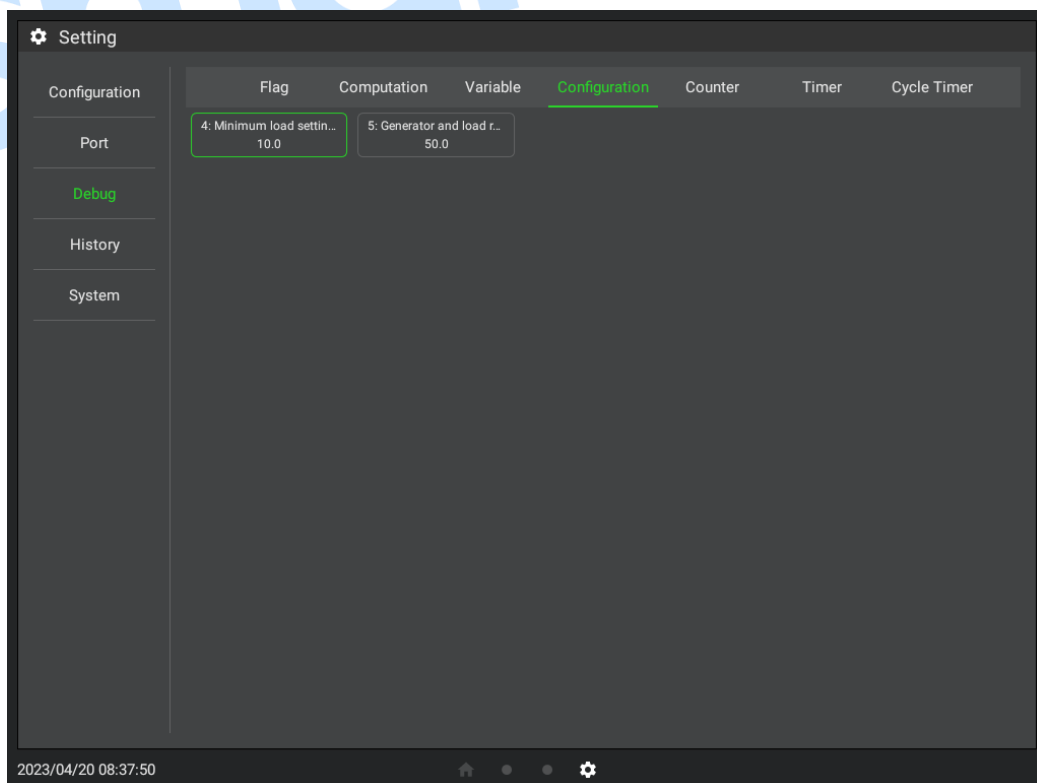 Setting
Configuration
Port
Debug
History
System
Flag Computation Variable Configuration Counter Timer Cycle Timer
4: Minimum load settin... 5: Generator and load r...
10.0 50.0
2023/04/20 08:37:50